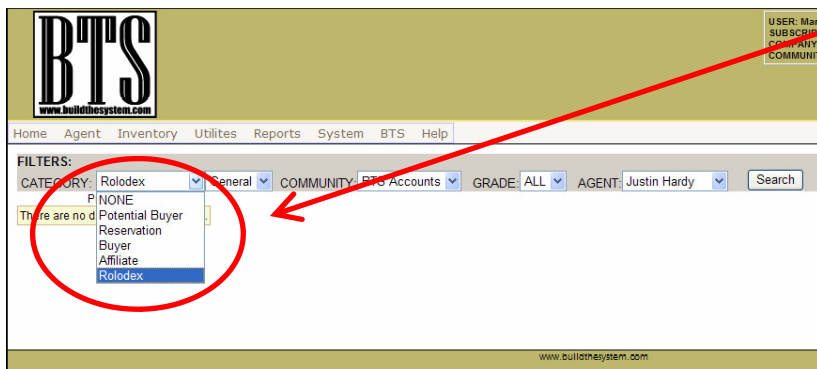 BTS
www.buildthesystem.com
USER: Mar
SUBSCRIB
COMPANY
COMMUNIT
Home Agent Inventory Utilites Reports System BTS Help
FILTERS:
CATEGORY: Rolodex General COMMUNITY: BTS Accounts GRADE: ALL AGENT: Justin Hardy Search
P
NONE
There are no d
Potential Buyer
Reservation
Buyer
Affiliate
Rolodex
www.buildthesystem.com